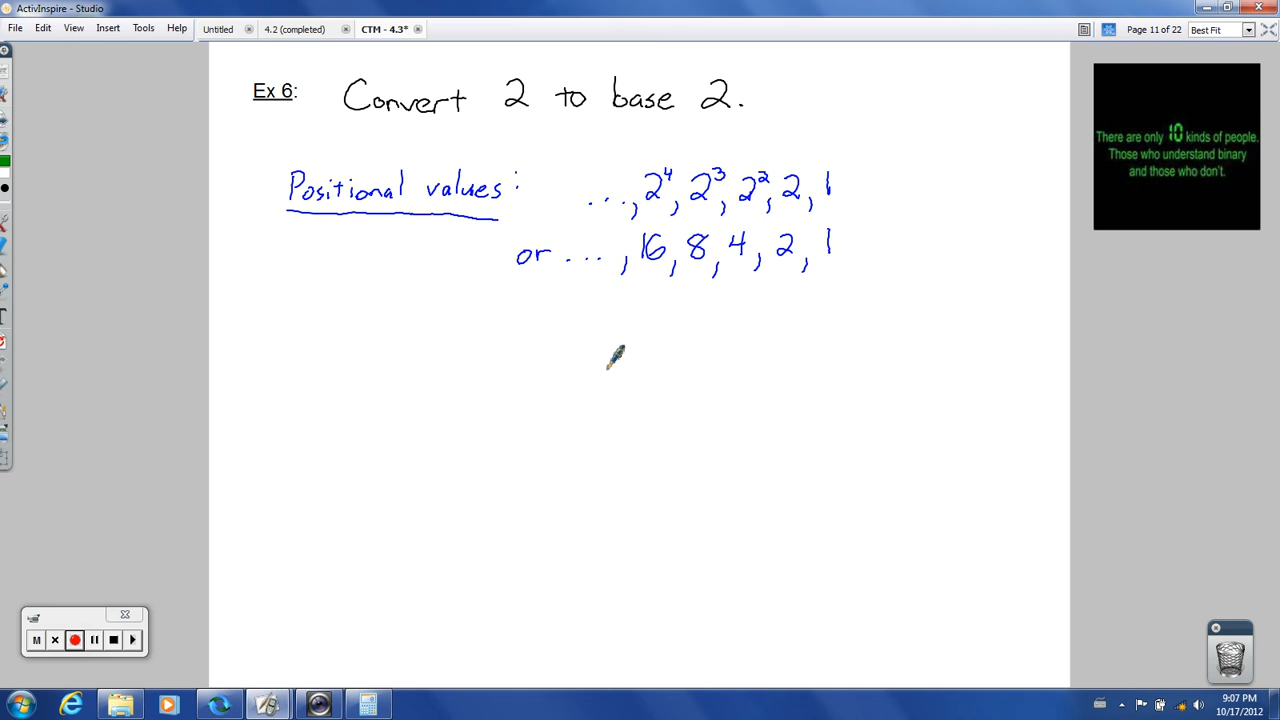 ActivInspire - Studio
File Edit View Insert Tools Help
Untitled
4.2 (completed)
CTM - 4.3*
Page 11 of 22
Best Fit
Ex 6: Convert 2 to base 2.
Positional values: ..., 2⁴, 2³, 2², 2, 1
or ..., 16, 8, 4, 2, 1
There are only 10 kinds of people.
Those who understand binary
and those who don't.
M
9:07 PM
10/17/2012